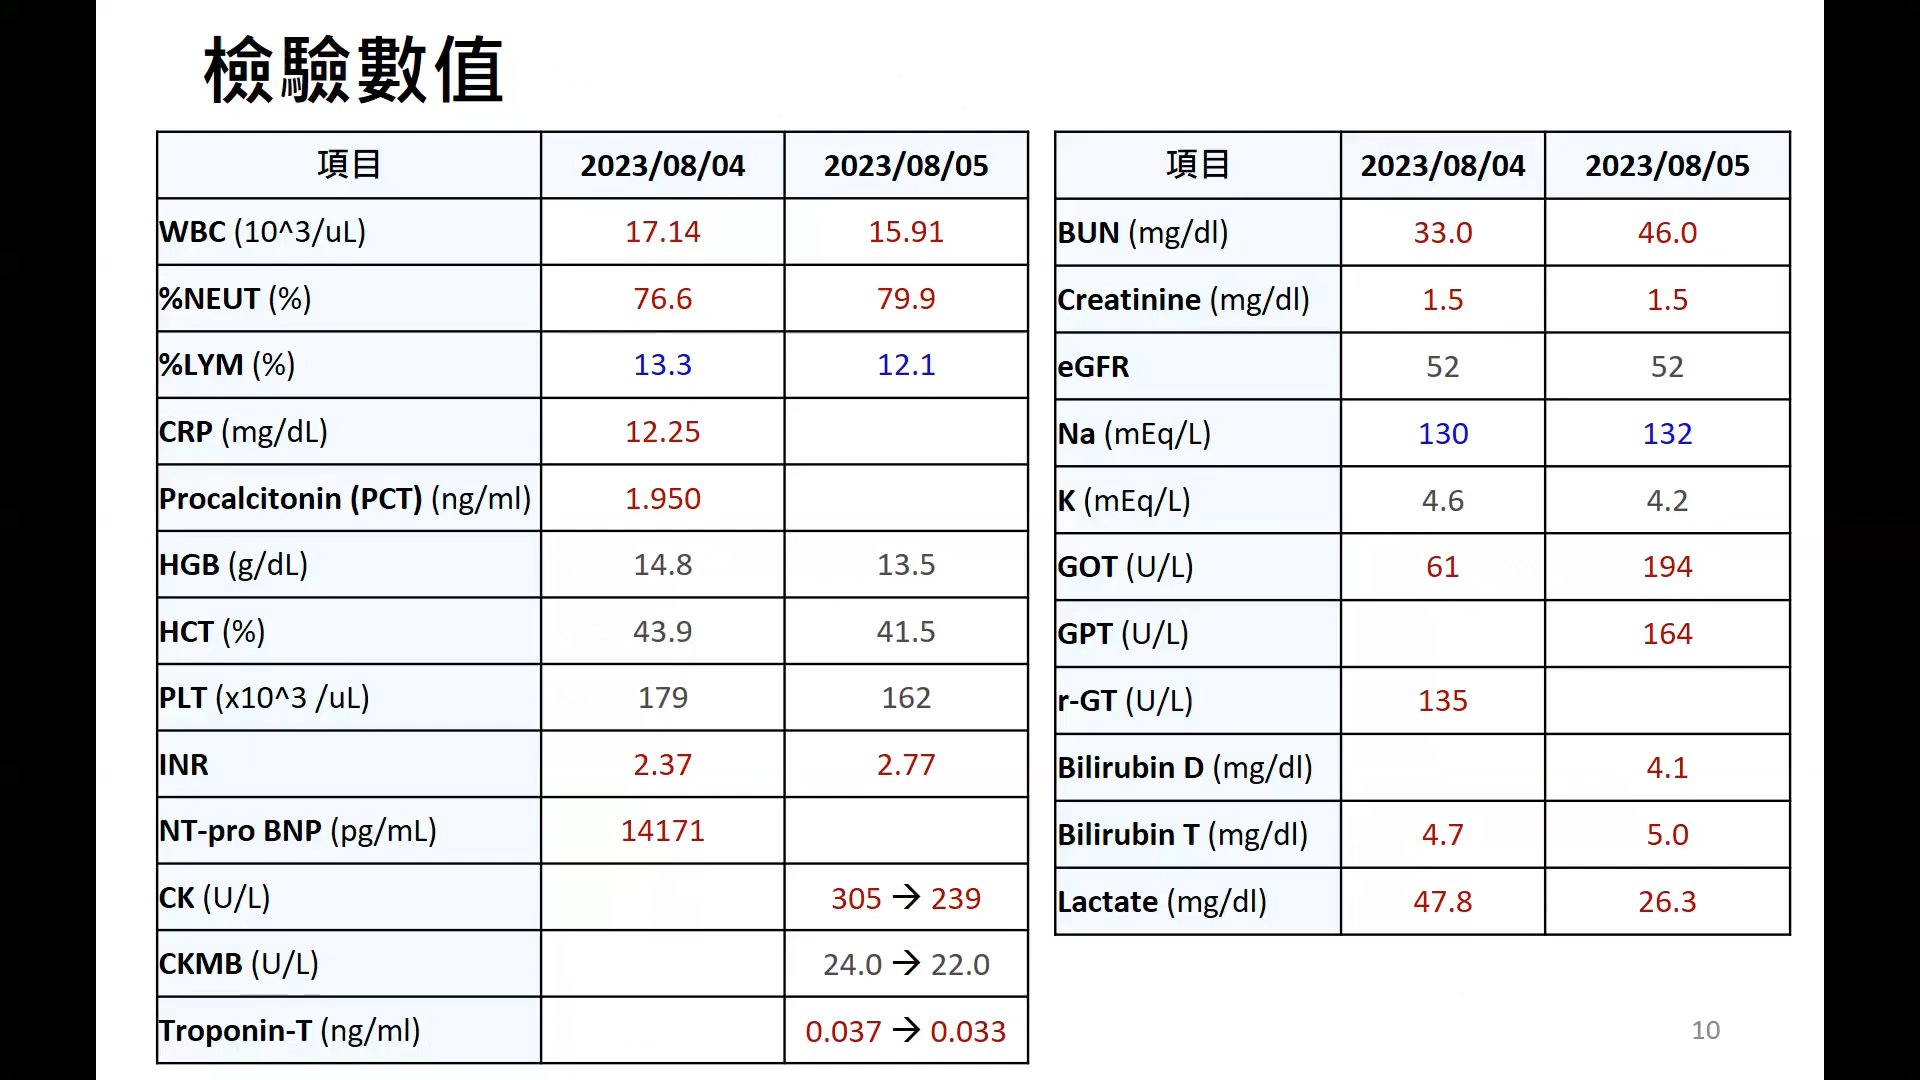 檢驗數值
項目 2023/08/04 2023/08/05
WBC (10^3/uL) 17.14 15.91
%NEUT (%) 76.6 79.9
%LYM (%) 13.3 12.1
CRP (mg/dL) 12.25
Procalcitonin (PCT) (ng/ml) 1.950
HGB (g/dL) 14.8 13.5
HCT (%) 43.9 41.5
PLT (x10^3 /uL) 179 162
INR 2.37 2.77
NT-pro BNP (pg/mL) 14171
CK (U/L) 305 → 239
CKMB (U/L) 24.0 → 22.0
Troponin-T (ng/ml) 0.037 → 0.033
項目 2023/08/04 2023/08/05
BUN (mg/dl) 33.0 46.0
Creatinine (mg/dl) 1.5 1.5
eGFR 52 52
Na (mEq/L) 130 132
K (mEq/L) 4.6 4.2
GOT (U/L) 61 194
GPT (U/L) 164
r-GT (U/L) 135
Bilirubin D (mg/dl) 4.1
Bilirubin T (mg/dl) 4.7 5.0
Lactate (mg/dl) 47.8 26.3
10